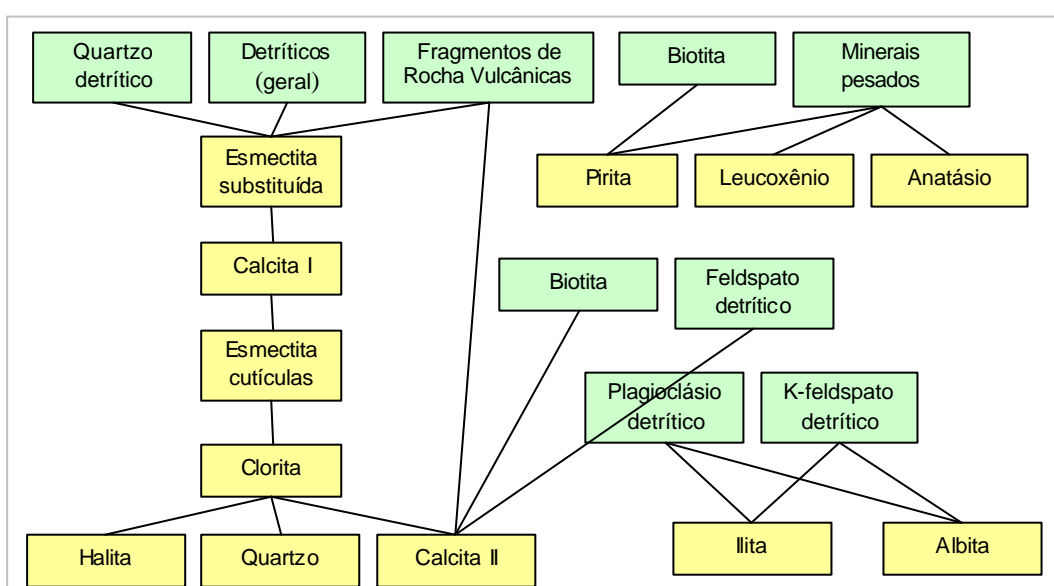 Quartzo
detrítico
Detríticos
(geral)
Fragmentos de
Rocha Vulcânicas
Biotita
Minerais
pesados
Esmectita
substituída
Pirita
Leucoxênio
Anatásio
Calcita I
Biotita
Feldspato
detrítico
Esmectita
cutículas
Plagioclásio
detrítico
K-feldspato
detrítico
Clorita
Halita
Quartzo
Calcita II
Ilita
Albita